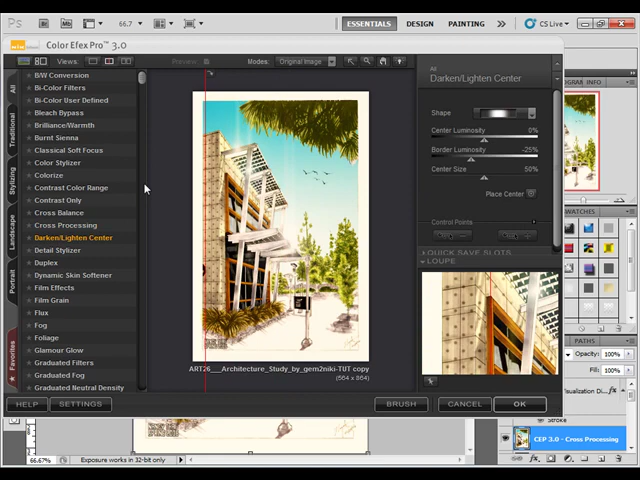 Ps
66.7
ESSENTIALS
DESIGN
PAINTING
CS Live
Color Efex Pro™ 3.0
Preview:
Modes:
Original Image
All
Darken/Lighten Center
INFO
All
Traditional
Stylizing
Landscape
Portrait
Favorites
B/W Conversion
Bi-Color Filters
Bi-Color User Defined
Bleach Bypass
Brilliance/Warmth
Burnt Sienna
Classical Soft Focus
Color Stylizer
Colorize
Contrast Color Range
Contrast Only
Cross Balance
Cross Processing
Darken/Lighten Center
Detail Stylizer
Duplex
Dynamic Skin Softener
Film Effects
Film Grain
Flux
Fog
Foliage
Glamour Glow
Graduated Filters
Graduated Fog
Graduated Neutral Density
Shape
Center Luminosity 0%
Border Luminosity -25%
Center Size 50%
Place Center
Control Points
QUICK SAVE SLOTS
LOUPE
ART26___Architecture_Study_by_gem2niki-TUT copy
(564 x 864)
HELP
SETTINGS
BRUSH
CANCEL
OK
PATHS
Opacity: 100%
Fill: 100%
Stroke
CEP 3.0 - Cross Processing
66.67%
Exposure works in 32-bit only